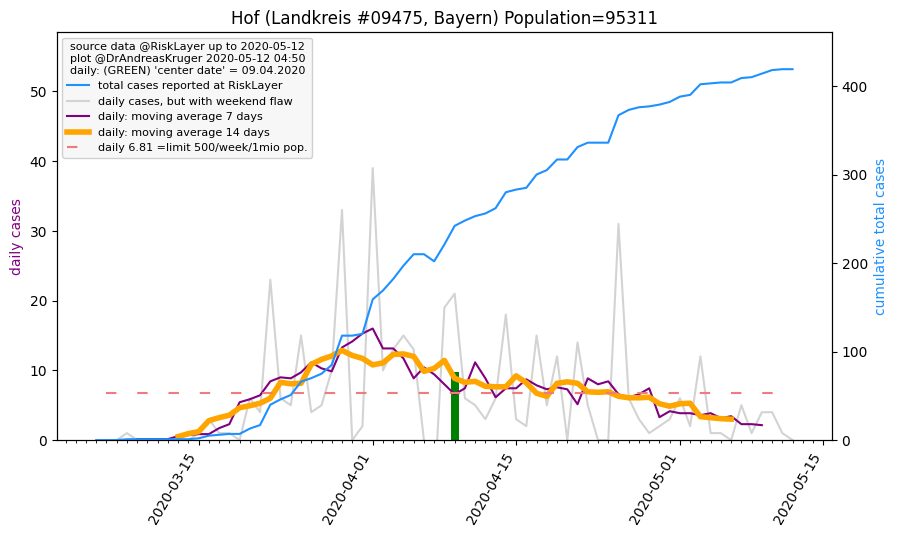 Hof (Landkreis #09475, Bayern) Population=95311
source data @RiskLayer up to 2020-05-12
plot @DrAndreasKruger 2020-05-12 04:50
daily: (GREEN) 'center date' = 09.04.2020
total cases reported at RiskLayer
daily cases, but with weekend flaw
daily: moving average 7 days
daily: moving average 14 days
daily 6.81 =limit 500/week/1mio pop.
daily cases
50
40
30
20
10
0
cumulative total cases
400
300
200
100
0
2020-03-15
2020-04-01
2020-04-15
2020-05-01
2020-05-15